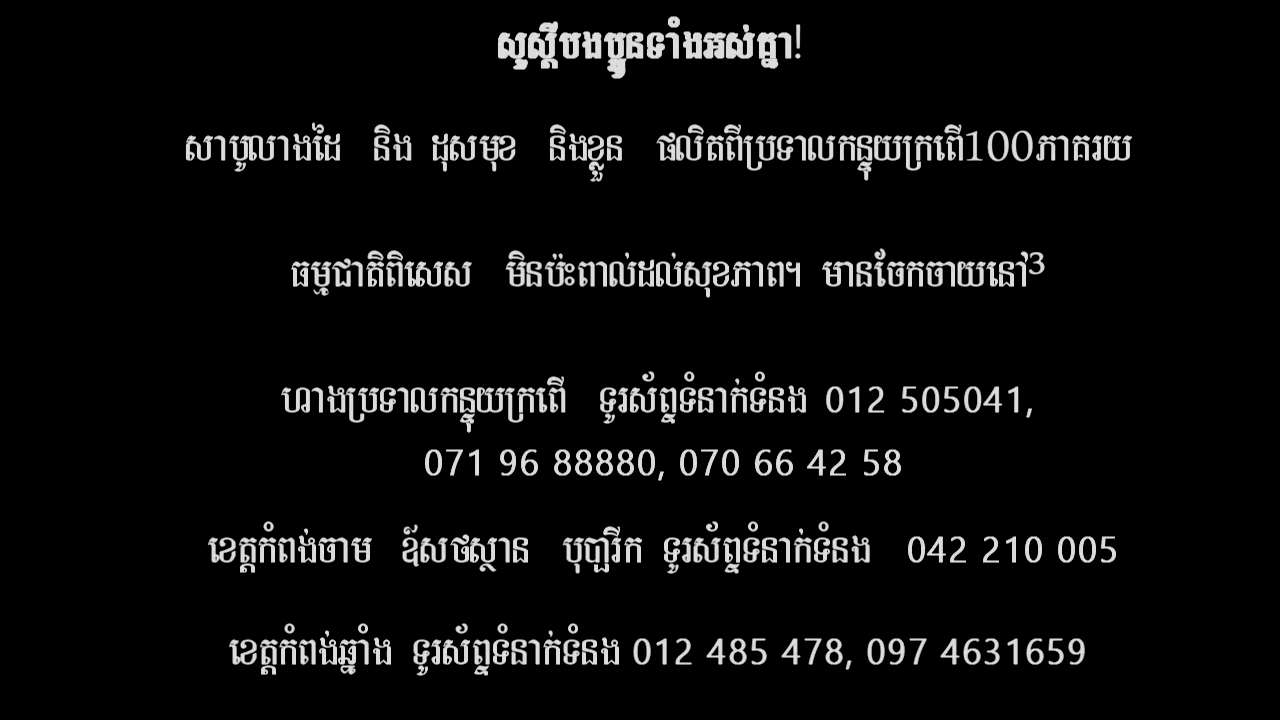 សួស្ដីបងប្អូនទាំងអស់គ្នា!
សាប៊ូលាងដៃ និង ដុសមុខ និងខ្លួន ផលិតពីប្រទាលកន្ទុយក្រពើ100ភាគរយ
ធម្មជាតិពិសេស មិនប៉ះពាល់ដល់សុខភាព។ មានចែកចាយនៅ3
ហាងប្រទាលកន្ទុយក្រពើ ទូរស័ព្ទទំនាក់ទំនង 012 505041,
071 96 88880, 070 66 42 58
ខេត្តកំពង់ចាម ឱសថស្ថាន បុប្ផារីក ទូរស័ព្ទទំនាក់ទំនង 042 210 005
ខេត្តកំពង់ឆ្នាំង ទូរស័ព្ទទំនាក់ទំនង 012 485 478, 097 4631659